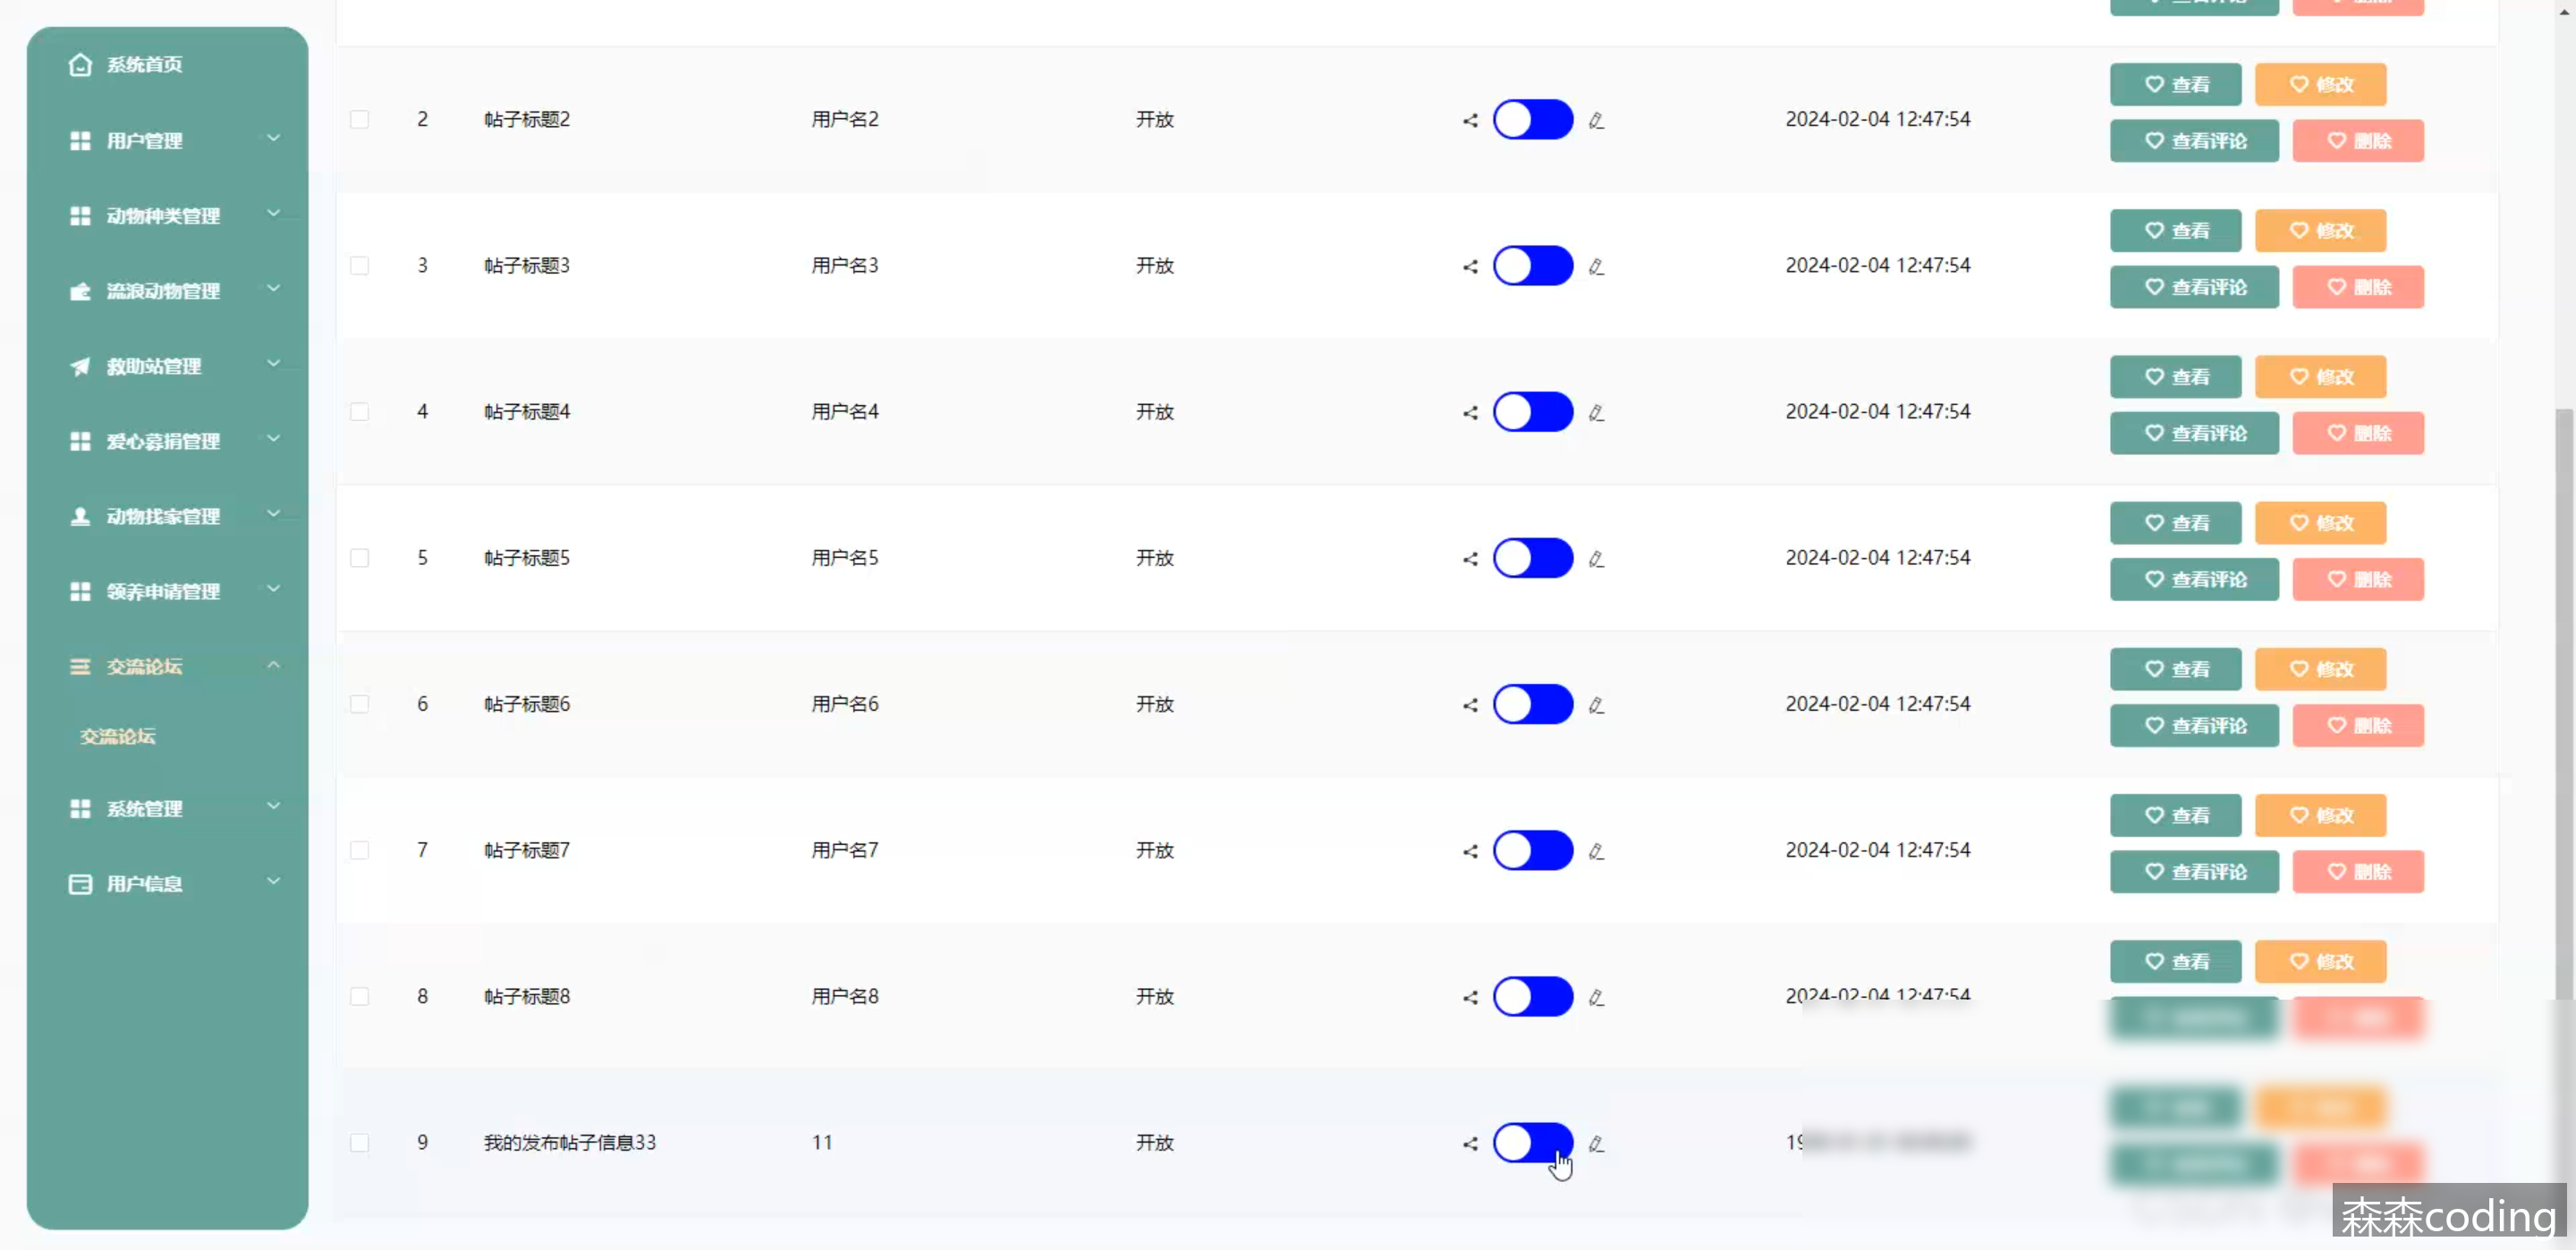 系统首页
用户管理
动物种类管理
流浪动物管理
救助站管理
爱心募捐管理
动物找家管理
领养申请管理
交流论坛
交流论坛
系统管理
用户信息
2 帖子标题2 用户名2 开放 2024-02-04 12:47:54 查看 修改
查看评论 删除
3 帖子标题3 用户名3 开放 2024-02-04 12:47:54 查看 修改
查看评论 删除
4 帖子标题4 用户名4 开放 2024-02-04 12:47:54 查看 修改
查看评论 删除
5 帖子标题5 用户名5 开放 2024-02-04 12:47:54 查看 修改
查看评论 删除
6 帖子标题6 用户名6 开放 2024-02-04 12:47:54 查看 修改
查看评论 删除
7 帖子标题7 用户名7 开放 2024-02-04 12:47:54 查看 修改
查看评论 删除
8 帖子标题8 用户名8 开放 2024-02-04 12:47:54 查看 修改
9 我的发布帖子信息33 11 开放
森森coding